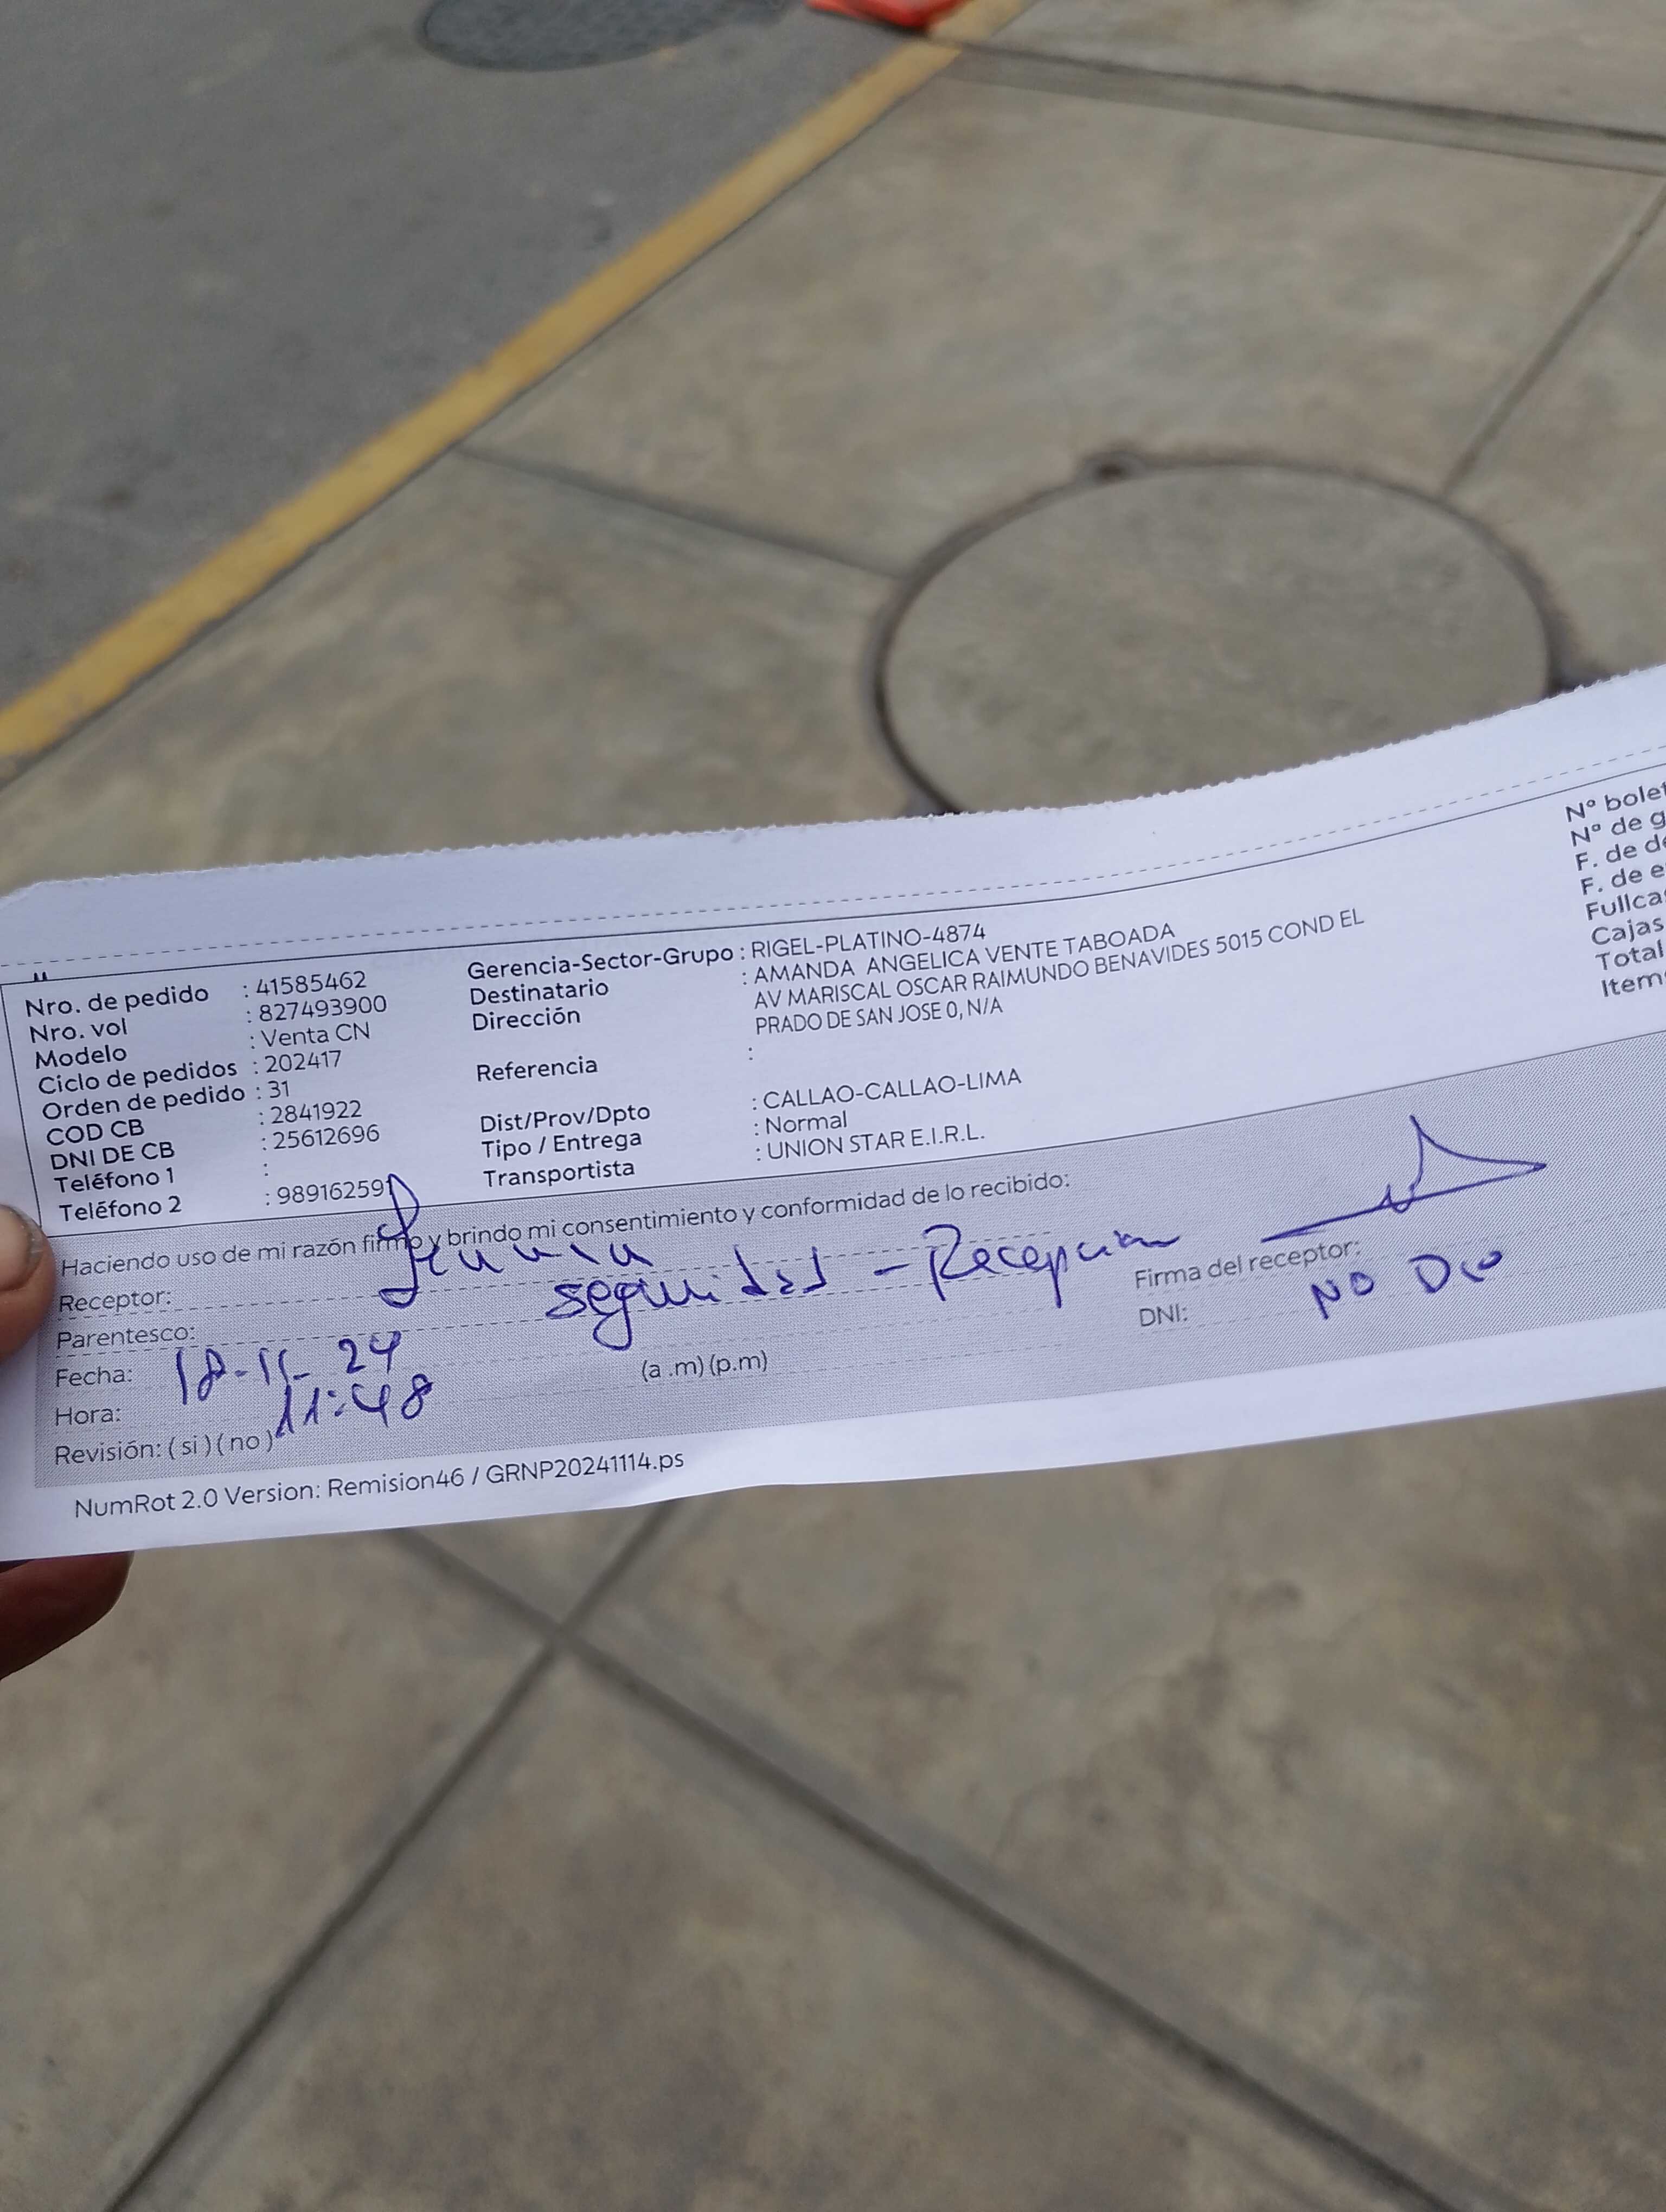 Nro. de pedido : 41585462
Nro. vol : 827493900
Modelo : Venta CN
Ciclo de pedidos : 202417
Orden de pedido : 31
COD CB : 2841922
DNI DE CB : 25612696
Teléfono 1 :
Teléfono 2 : 989162591
Gerencia-Sector-Grupo : RIGEL-PLATINO-4874
Destinatario : AMANDA ANGELICA VENTE TABOADA
Dirección AV MARISCAL OSCAR RAIMUNDO BENAVIDES 5015 COND EL
PRADO DE SAN JOSE 0, N/A
Referencia :
Dist/Prov/Dpto : CALLAO-CALLAO-LIMA
Tipo / Entrega : Normal
Transportista : UNION STAR E.I.R.L.
Nº bolet
Nº de g
F. de de
F. de e
Fullca
Cajas
Total
Item
Haciendo uso de mi razón firmo y brindo mi consentimiento y conformidad de lo recibido:
Receptor:
Parentesco: seguridad - Recepcion
Fecha: 18-11-24
Hora: 11:48 (a .m) (p.m)
Revisión: ( si ) ( no )
Firma del receptor:
DNI: NO DIO
NumRot 2.0 Version: Remision46 / GRNP20241114.ps